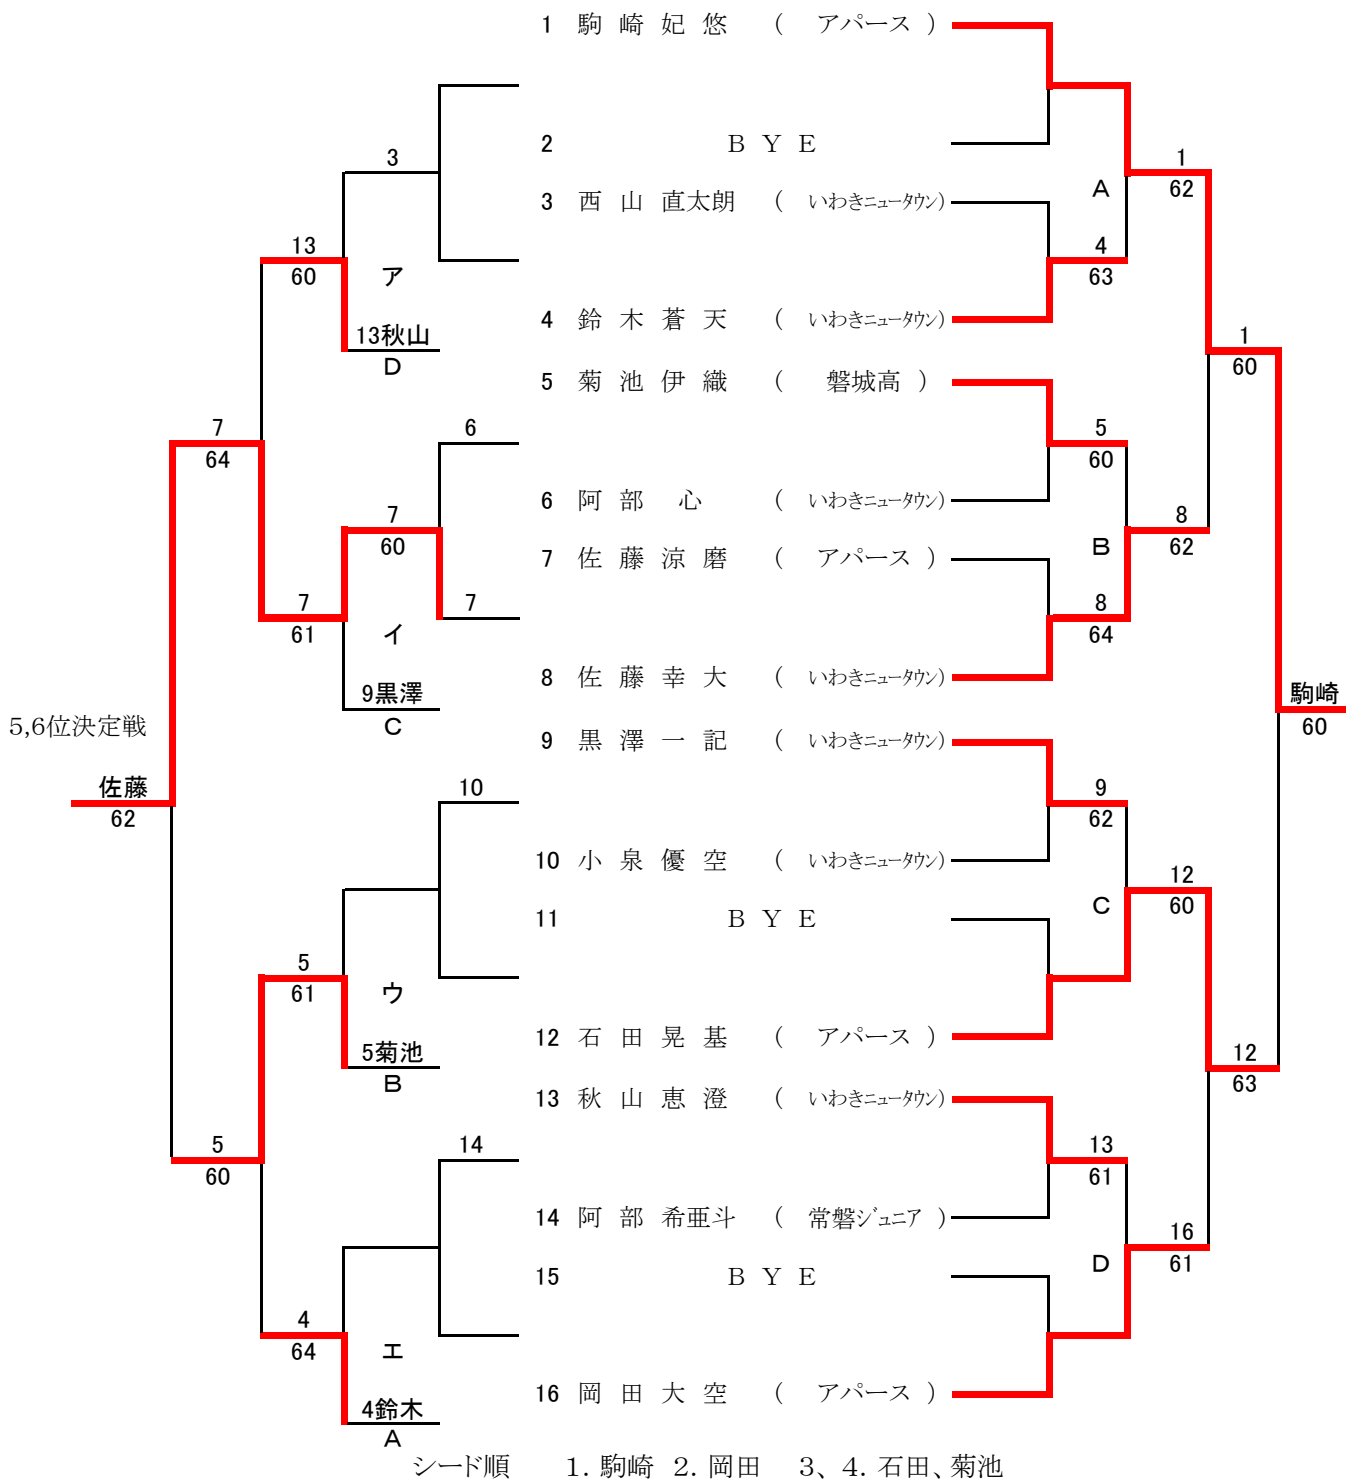 1 駒 崎 妃 悠 ( アパース )
2 B Y E
3
1
62
A
3 西 山 直太朗 ( いわきニュータウン)
13
60
ア
4
63
4 鈴 木 蒼 天 ( いわきニュータウン)
13秋山
D
1
60
5 菊 池 伊 織 ( 磐城高 )
7
64
6
5
60
6 阿 部 心 ( いわきニュータウン)
7
60
8
62
B
7 佐 藤 涼 磨 ( アパース )
7
61
イ
7
8
64
8 佐 藤 幸 大 ( いわきニュータウン)
9黒澤
C
駒崎
60
5,6位決定戦
9 黒 澤 一 記 ( いわきニュータウン)
佐藤
62
10
9
62
10 小 泉 優 空 ( いわきニュータウン)
12
60
C
11 B Y E
5
61
ウ
12 石 田 晃 基 ( アパース )
5菊池
B
12
63
13 秋 山 恵 澄 ( いわきニュータウン)
5
60
14
13
61
14 阿 部 希亜斗 ( 常磐ジュニア )
16
61
D
15 B Y E
4
64
エ
16 岡 田 大 空 ( アパース )
4鈴木
A
シード順 1. 駒崎 2. 岡田 3、4. 石田、菊池